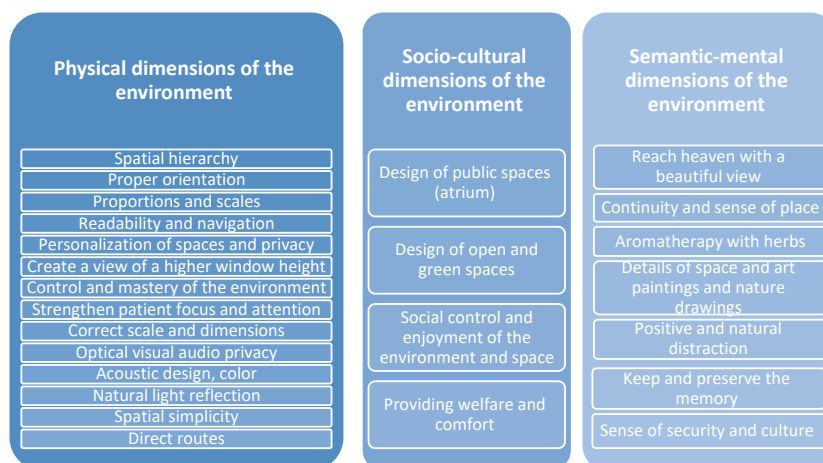 Physical dimensions of the
environment
Spatial hierarchy
Proper orientation
Proportions and scales
Readability and navigation
Personalization of spaces and privacy
Create a view of a higher window height
Control and mastery of the environment
Strengthen patient focus and attention
Correct scale and dimensions
Optical visual audio privacy
Acoustic design, color
Natural light reflection
Spatial simplicity
Direct routes
Socio-cultural
dimensions of the
environment
Design of public spaces
(atrium)
Design of open and
green spaces
Social control and
enjoyment of the
environment and space
Providing welfare and
comfort
Semantic-mental
dimensions of the
environment
Reach heaven with a
beautiful view
Continuity and sense of place
Aromatherapy with herbs
Details of space and art
paintings and nature
drawings
Positive and natural
distraction
Keep and preserve the
memory
Sense of security and culture